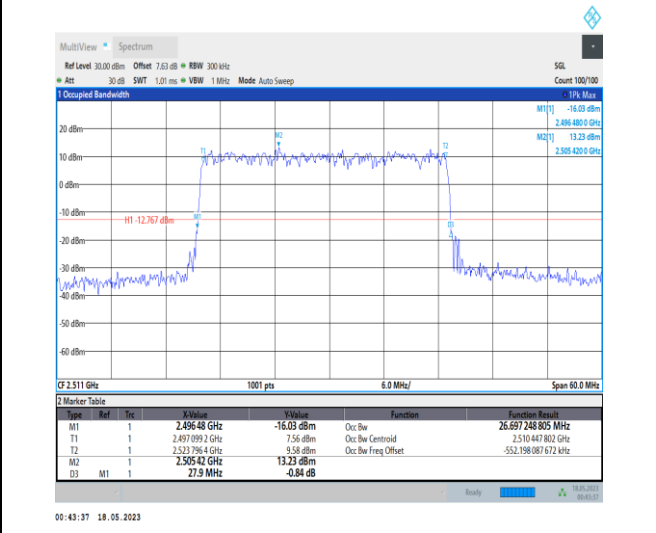 MultiView Spectrum
Ref Level 30.00 dBm Offset 7.63 dB RBW 300 kHz SGL
Att 30 dB SWT 1.01 ms VBW 1 MHz Mode Auto Sweep Count 100/100
1 Occupied Bandwidth 1Pk Max
M1[1] -16.03 dBm
2.496 480 0 GHz
M2[1] 13.23 dBm
2.505 420 0 GHz
20 dBm
M2
T1
T2
10 dBm
0 dBm
-10 dBm
H1 -12.767 dBm
M1
D3
-20 dBm
-30 dBm
-40 dBm
-50 dBm
-60 dBm
CF 2.511 GHz 1001 pts 6.0 MHz/ Span 60.0 MHz
2 Marker Table
Type Ref Trc X-Value Y-Value Function Function Result
M1 1 2.49648 GHz -16.03 dBm Occ Bw 26.697 248 805 MHz
T1 1 2.497 099 2 GHz 7.56 dBm Occ Bw Centroid 2.510 447 802 GHz
T2 1 2.523 796 4 GHz 9.58 dBm Occ Bw Freq Offset -552.198 087 672 kHz
M2 1 2.50542 GHz 13.23 dBm
D3 M1 1 27.9 MHz -0.84 dB
Ready 18.05.2023
00:43:37
00:43:37 18.05.2023